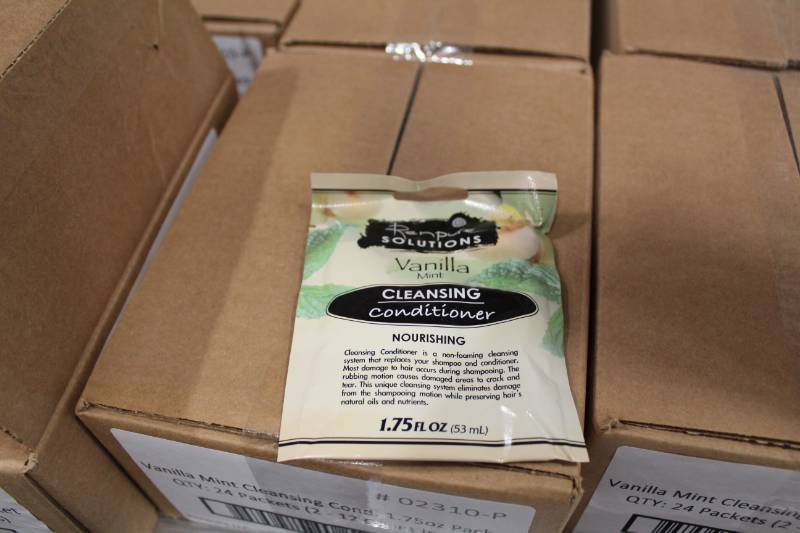 Renpure
SOLUTIONS
Vanilla
Mint
CLEANSING
Conditioner
NOURISHING
Cleansing Conditioner is a non-foaming cleansing
system that replaces your shampoo and conditioner.
Most damage to hair occurs during shampooing. The
rubbing motion causes damaged areas to crack and
tear. This unique cleansing system eliminates damage
from the shampooing motion while preserving hair's
natural oils and nutrients.
1.75 FL OZ (53 mL)
Vanilla Mint Cleansing Cond. 1.75oz Pack
# 02310-P
QTY: 24 Packets (2 - 12
Vanilla Mint Cleansing
QTY: 24 Packets (2 -